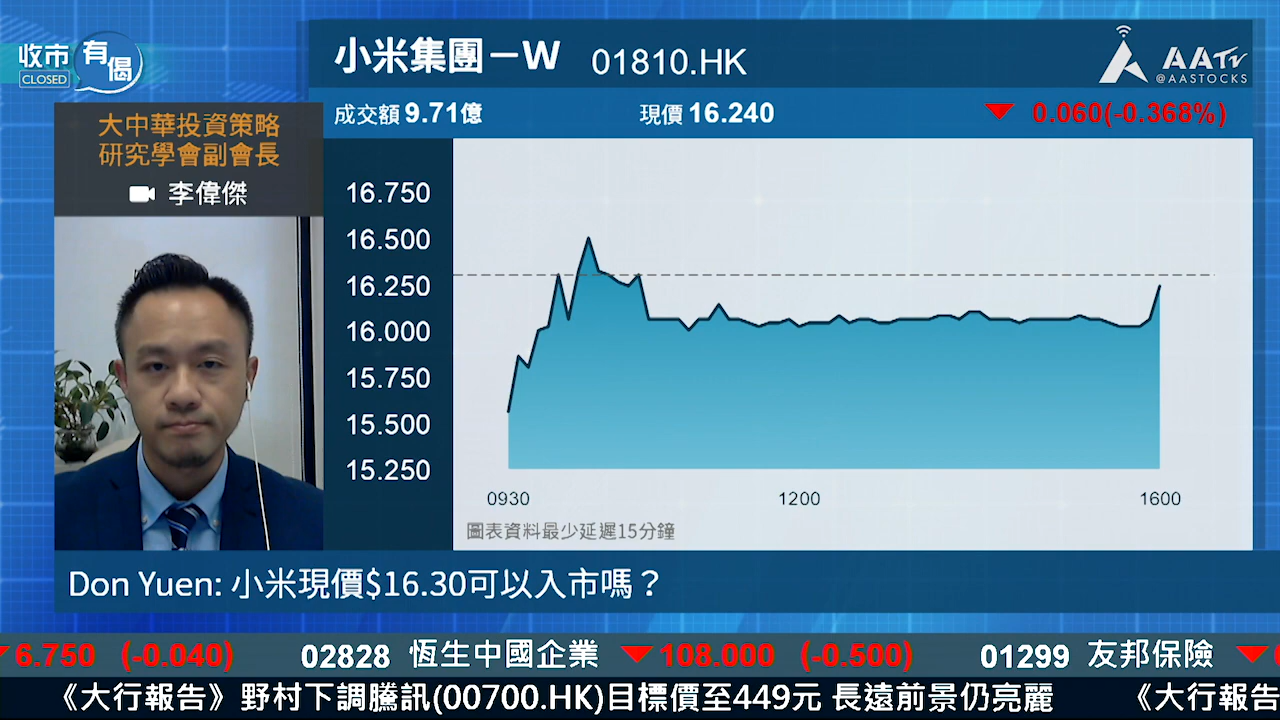 收市
CLOSED
有偈
小米集團－W 01810.HK
AATV
@AASTOCKS
成交額 9.71億 現價 16.240 0.060(-0.368%)
大中華投資策略
研究學會副會長
李偉傑
16.750
16.500
16.250
16.000
15.750
15.500
15.250
0930 1200 1600
圖表資料最少延遲15分鐘
Don Yuen: 小米現價$16.30可以入市嗎？
6.750 (-0.040) 02828 恆生中國企業 108.000 (-0.500) 01299 友邦保險
《大行報告》野村下調騰訊(00700.HK)目標價至449元 長遠前景仍亮麗 《大行報告